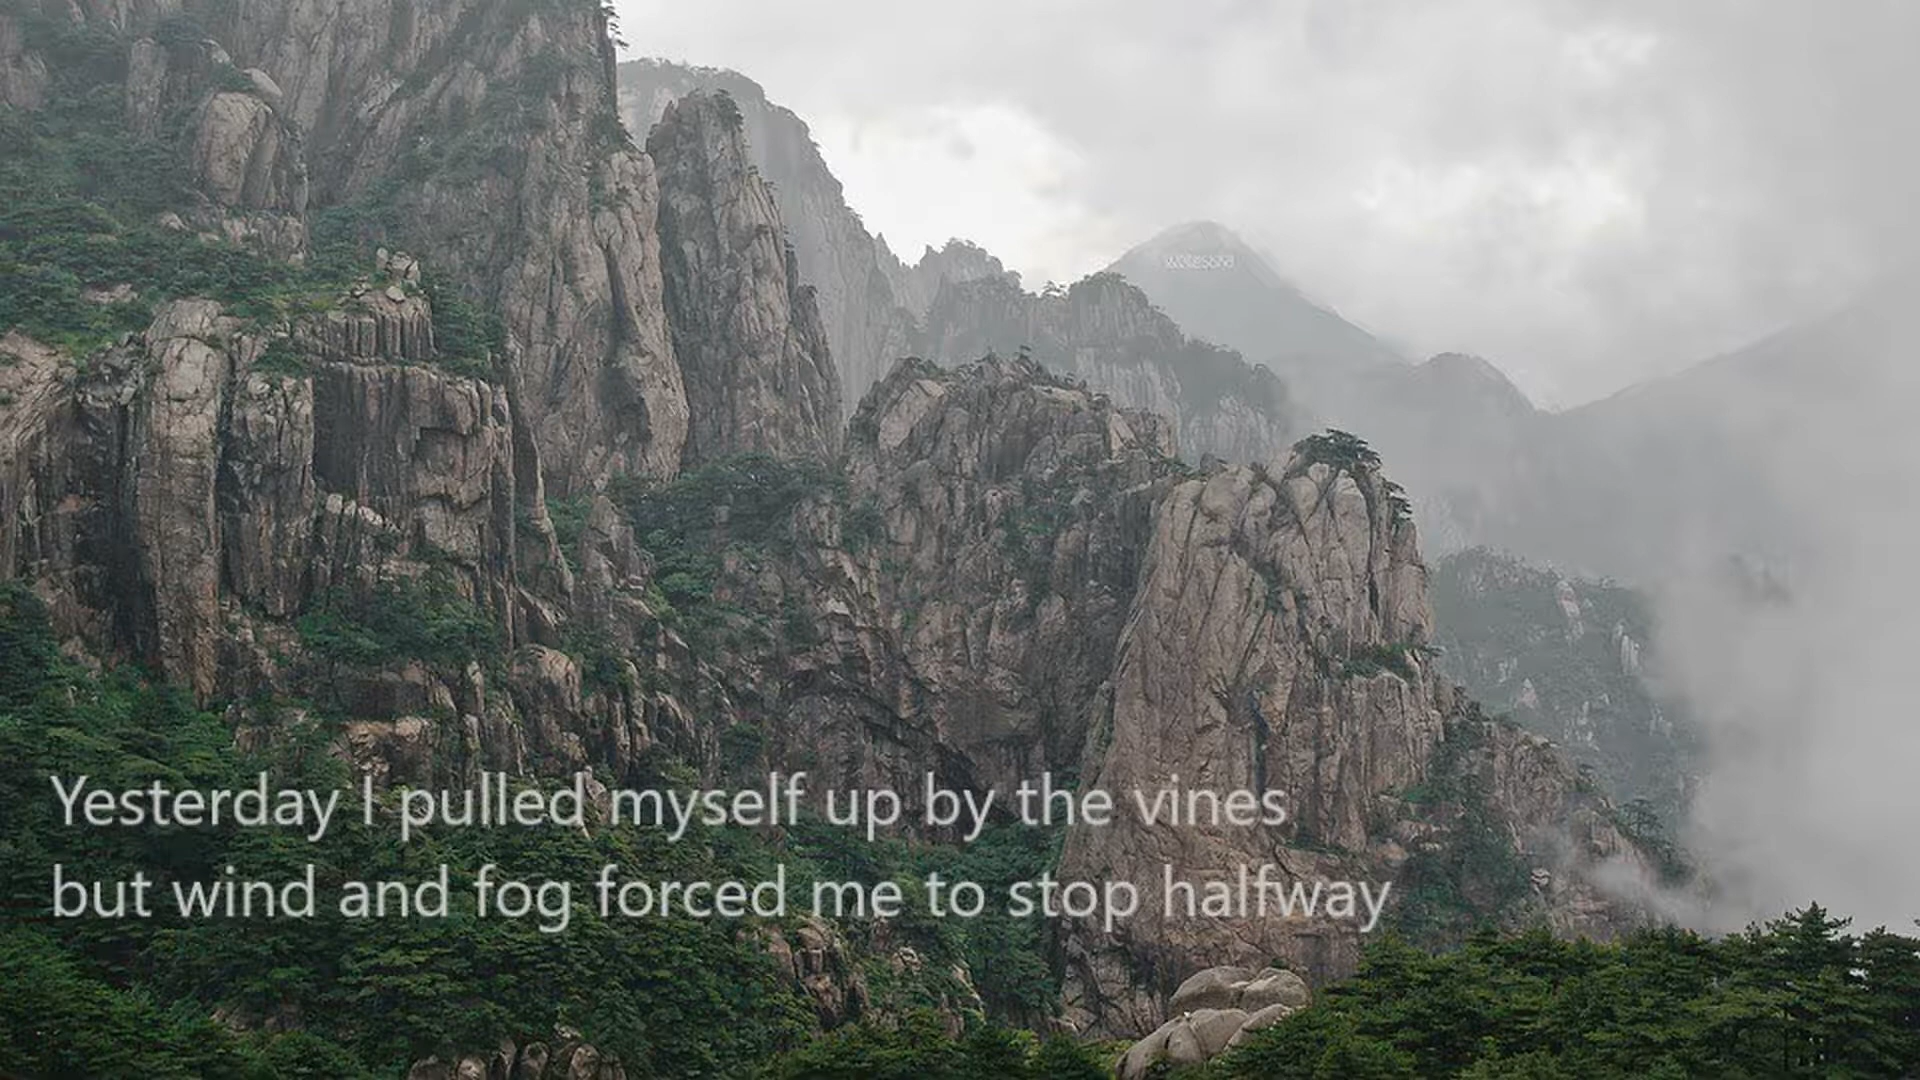 Yesterday I pulled myself up by the vines
but wind and fog forced me to stop halfway